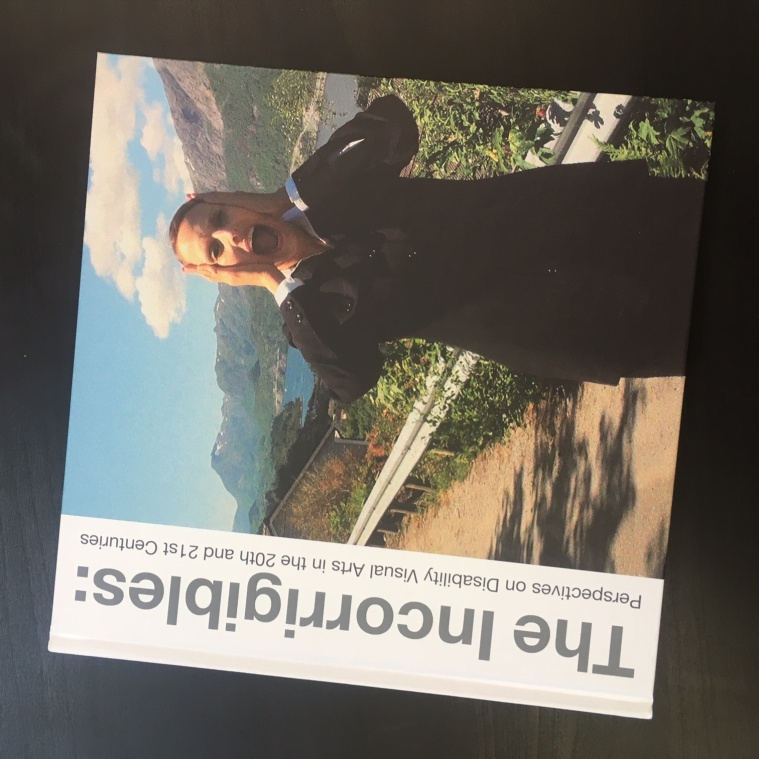 The Incorrigibles:
Perspectives on Disability Visual Arts in the 20th and 21st Centuries